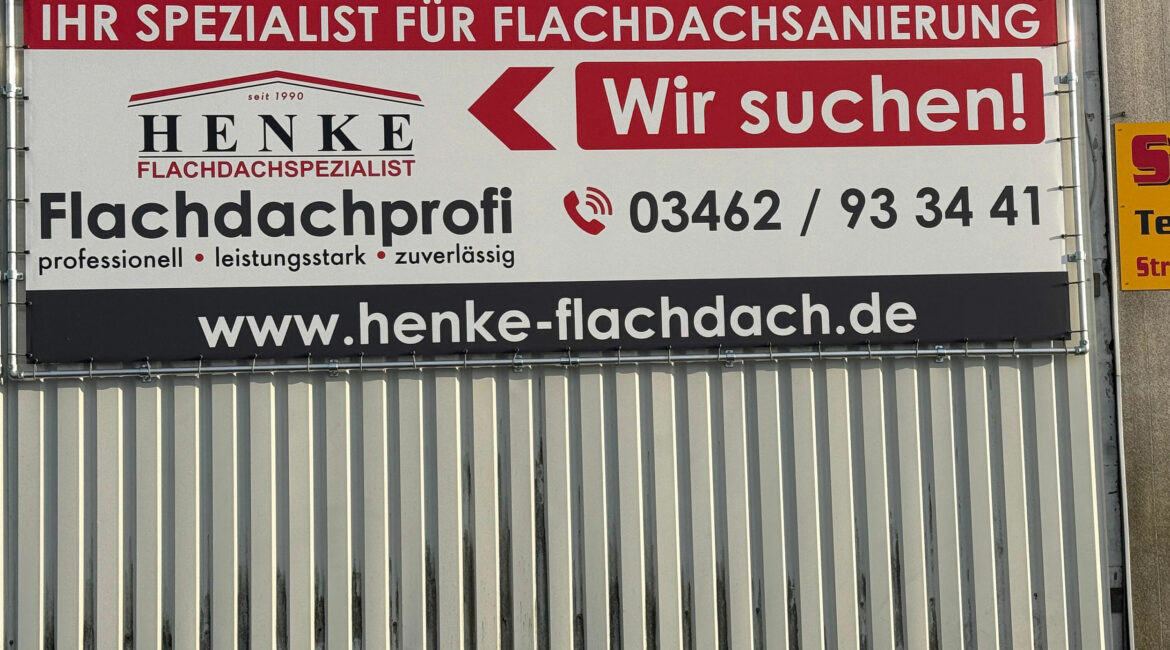 IHR SPEZIALIST FÜR FLACHDACHSANIERUNG
seit 1990
HENKE
FLACHDACHSPEZIALIST
Wir suchen!
Flachdachprofi
professionell • leistungsstark • zuverlässig
03462 / 93 34 41
www.henke-flachdach.de